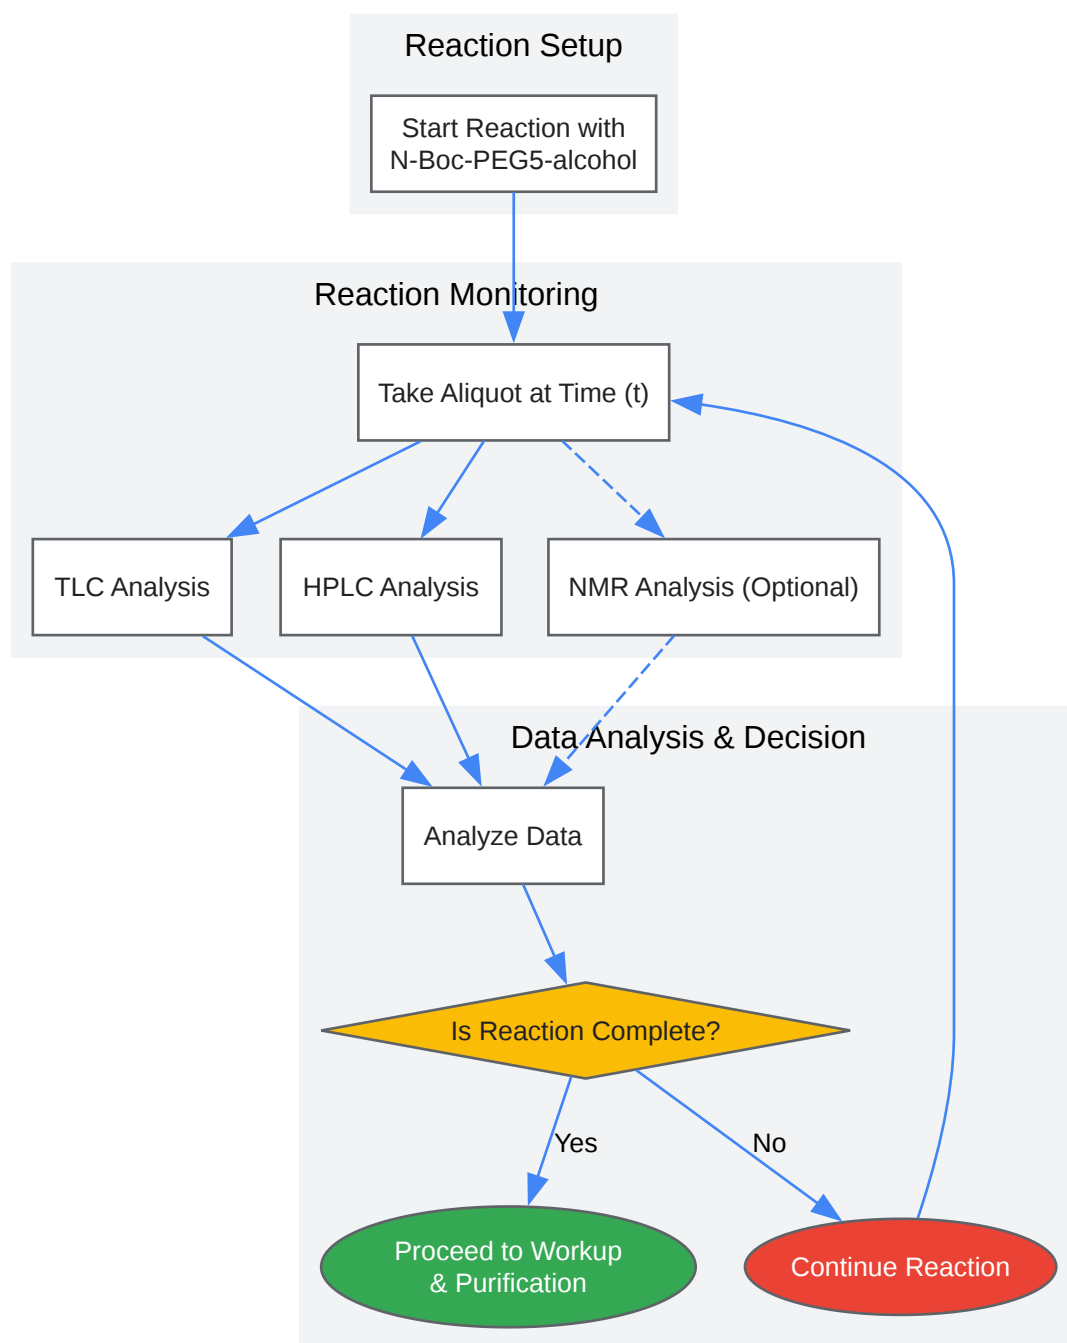 Reaction Setup
Start Reaction with
N-Boc-PEG5-alcohol
Reaction Monitoring
Take Aliquot at Time (t)
TLC Analysis
HPLC Analysis
NMR Analysis (Optional)
Data Analysis & Decision
Analyze Data
Is Reaction Complete?
Yes
No
Proceed to Workup
& Purification
Continue Reaction